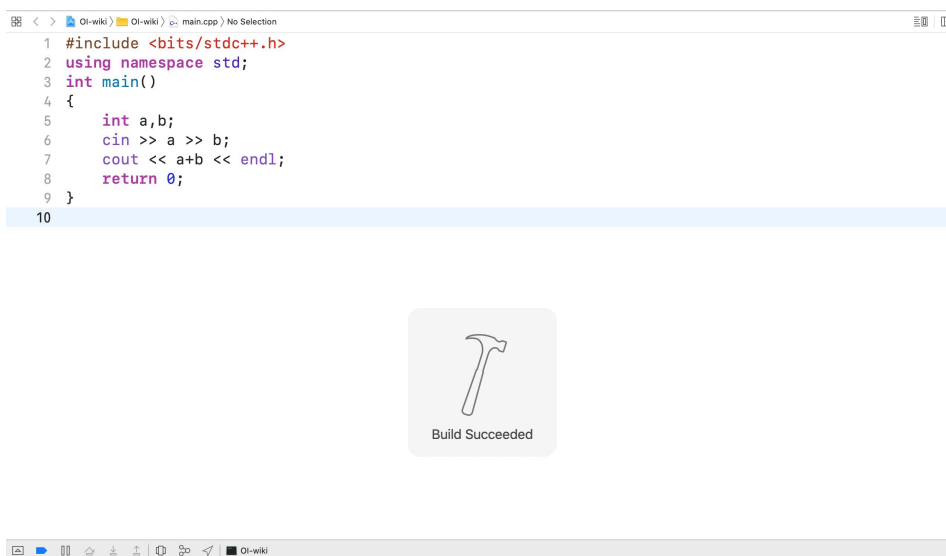 OI-wiki OI-wiki main.cpp No Selection
1 #include <bits/stdc++.h>
2 using namespace std;
3 int main()
4 {
5     int a,b;
6     cin >> a >> b;
7     cout << a+b << endl;
8     return 0;
9 }
10
Build Succeeded
OI-wiki